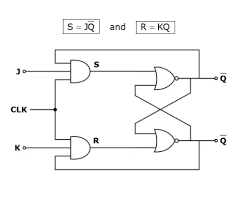 S = JQ̅ and R = KQ
J
S
Q̅
CLK
K
R
Q̅